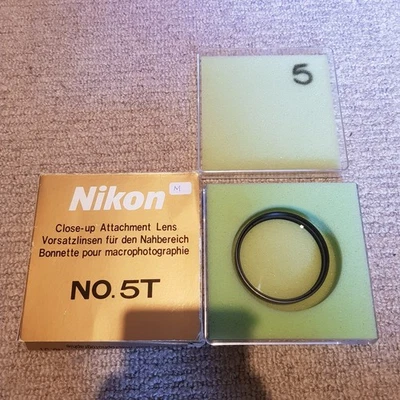 Nikon
M
Close-up Attachment Lens
Vorsatzlinsen für den Nahbereich
Bonnette pour macrophotographie
NO. 5T
5